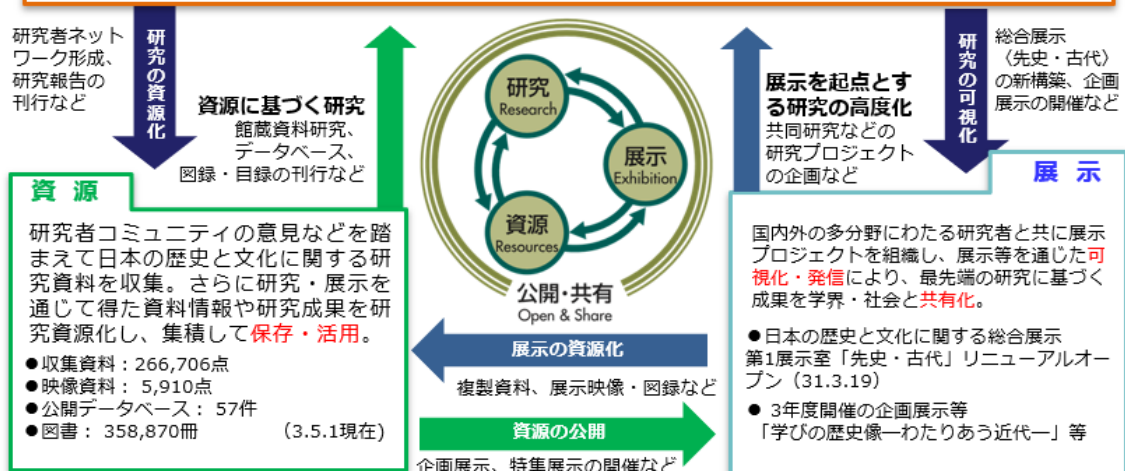 研究者ネット
ワーク形成、
研究報告の
刊行など
研究の資源化
資源に基づく研究
館蔵資料研究、
データベース、
図録・目録の刊行など
研究
Research
展示
Exhibition
資源
Resources
公開・共有
Open & Share
展示を起点とす
る研究の高度化
共同研究などの
研究プロジェクト
の企画など
研究の可視化
総合展示
〈先史・古代〉
の新構築、企画
展示の開催など
資 源
研究者コミュニティの意見などを踏
まえて日本の歴史と文化に関する研
究資料を収集。さらに研究・展示を
通じて得た資料情報や研究成果を研
究資源化し、集積して保存・活用。
●収集資料：266,706点
●映像資料：5,910点
●公開データベース： 57件
●図書： 358,870冊 (3.5.1現在)
展示の資源化
複製資料、展示映像・図録など
資源の公開
企画展示、特集展示の開催など
展 示
国内外の多分野にわたる研究者と共に展示
プロジェクトを組織し、展示等を通じた可
視化・発信により、最先端の研究に基づく
成果を学界・社会と共有化。
●日本の歴史と文化に関する総合展示
第1展示室「先史・古代」リニューアルオー
プン（31.3.19）
● 3年度開催の企画展示等
「学びの歴史像―わたりあう近代―」等